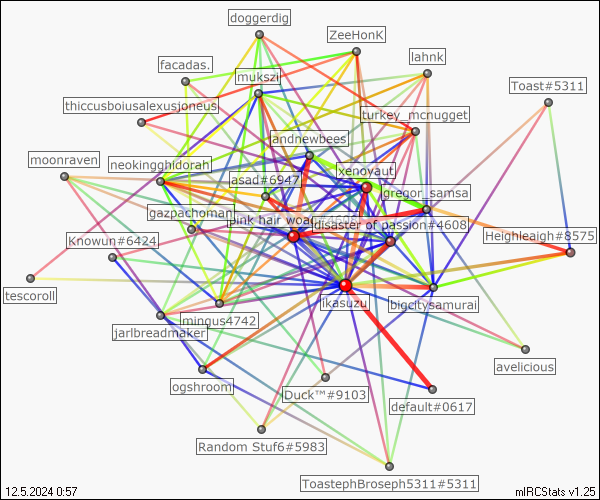 doggerdig
ZeeHonK
lahnk
facadas.
mukszi
Toast#5311
thiccusboiusalexusjoneus
turkey_mcnugget
landnewbees
moonraven
neokingghidorah
xenovaut
asad#6947
gregor_samsa
gazpachoman
pink hair woa
disaster of passion#4608
Knowun#6424
Heighleaigh#8575
tescoroll
ikasuzu
bigcitysamurai
mingus4742
jarlbreadmaker
avelicious
ogshroom
Duck™#9103
default#0617
Random Stuf6#5983
ToastephBroseph5311#5311
12.5.2024 0:57
mIRCStats v1.25